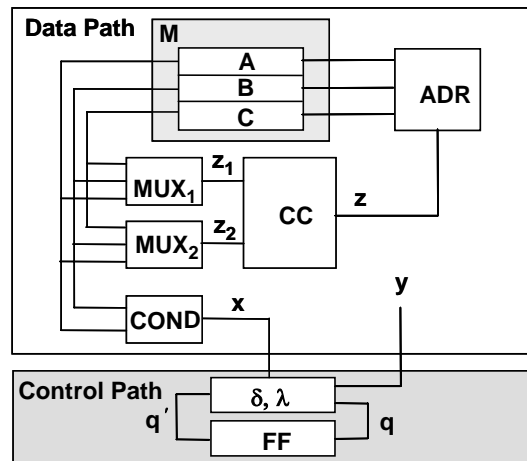 Data Path
M
A
B
C
ADR
MUX₁
z₁
MUX₂
z₂
CC
z
COND
x
y
Control Path
δ, λ
q′
FF
q